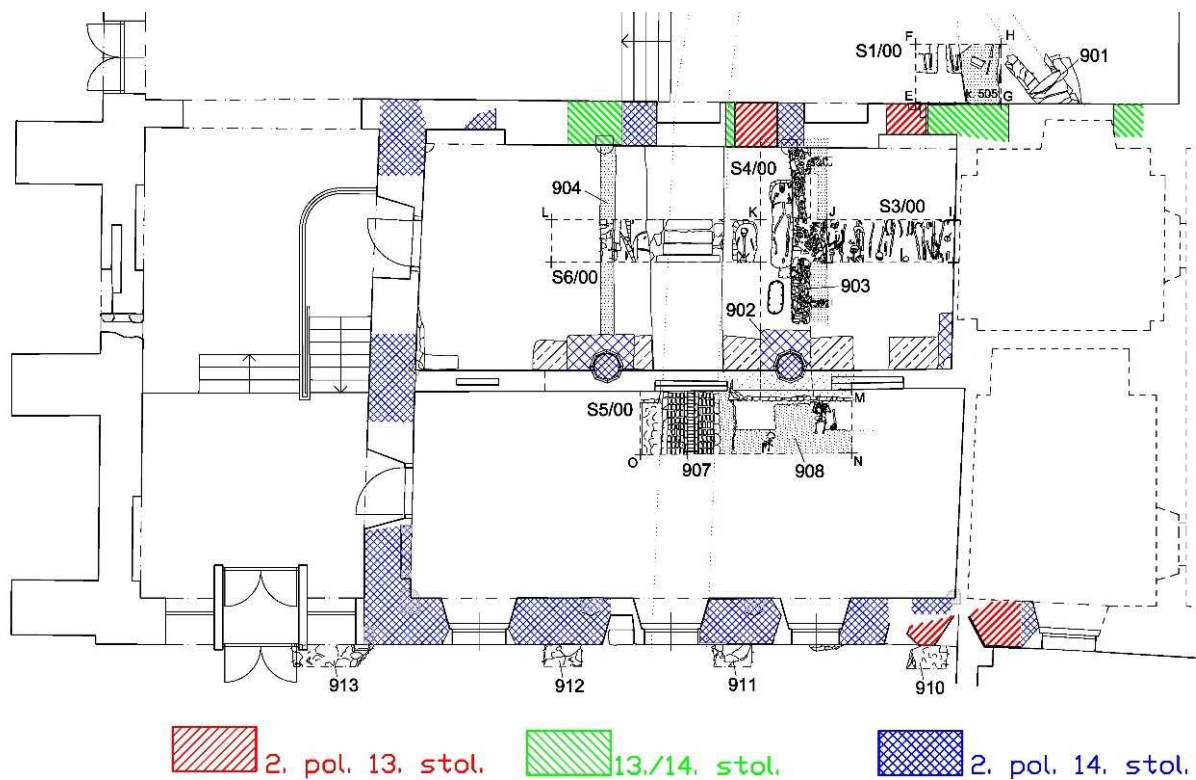 F H
S1/00 901
E k. 505 G
904 S4/00
L K J S3/00 I
L
S6/00 903
902
M
S5/00
O 907 908 N
913 912 911 910
2. pol. 13. stol. 13./14. stol. 2. pol. 14. stol.